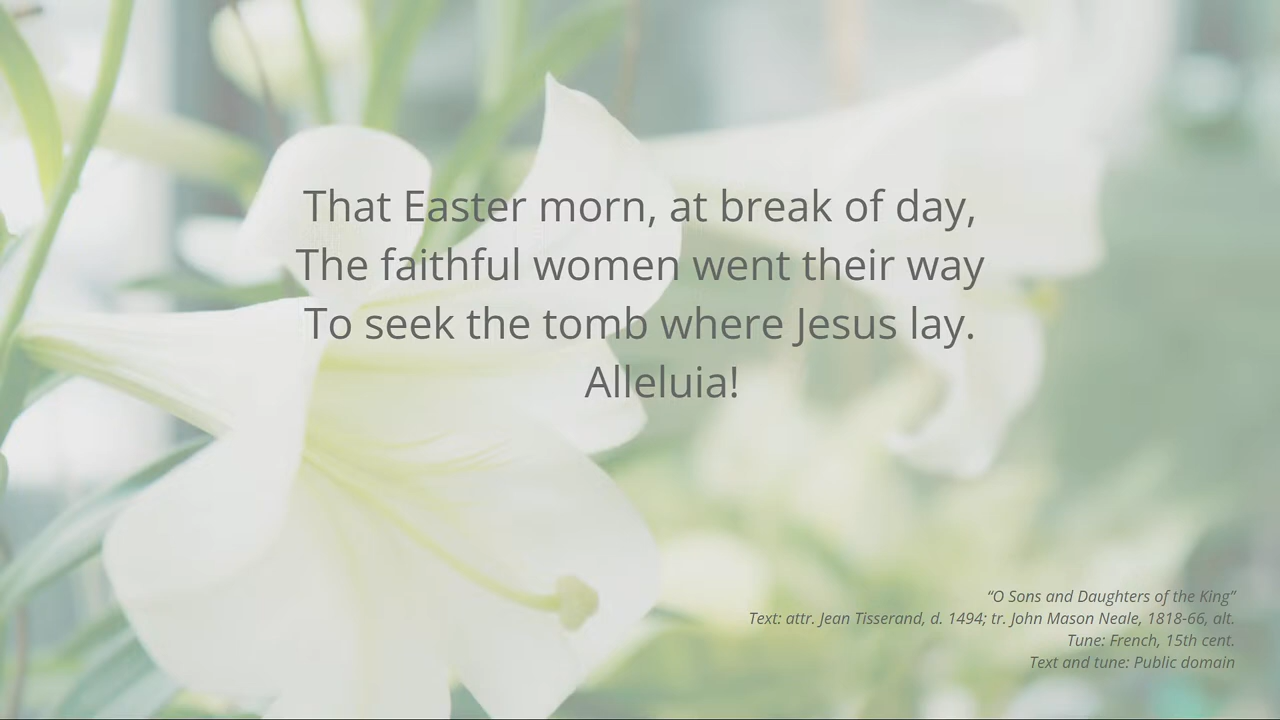 That Easter morn, at break of day,
The faithful women went their way
To seek the tomb where Jesus lay.
Alleluia!
“O Sons and Daughters of the King”
Text: attr. Jean Tisserand, d. 1494; tr. John Mason Neale, 1818-66, alt.
Tune: French, 15th cent.
Text and tune: Public domain